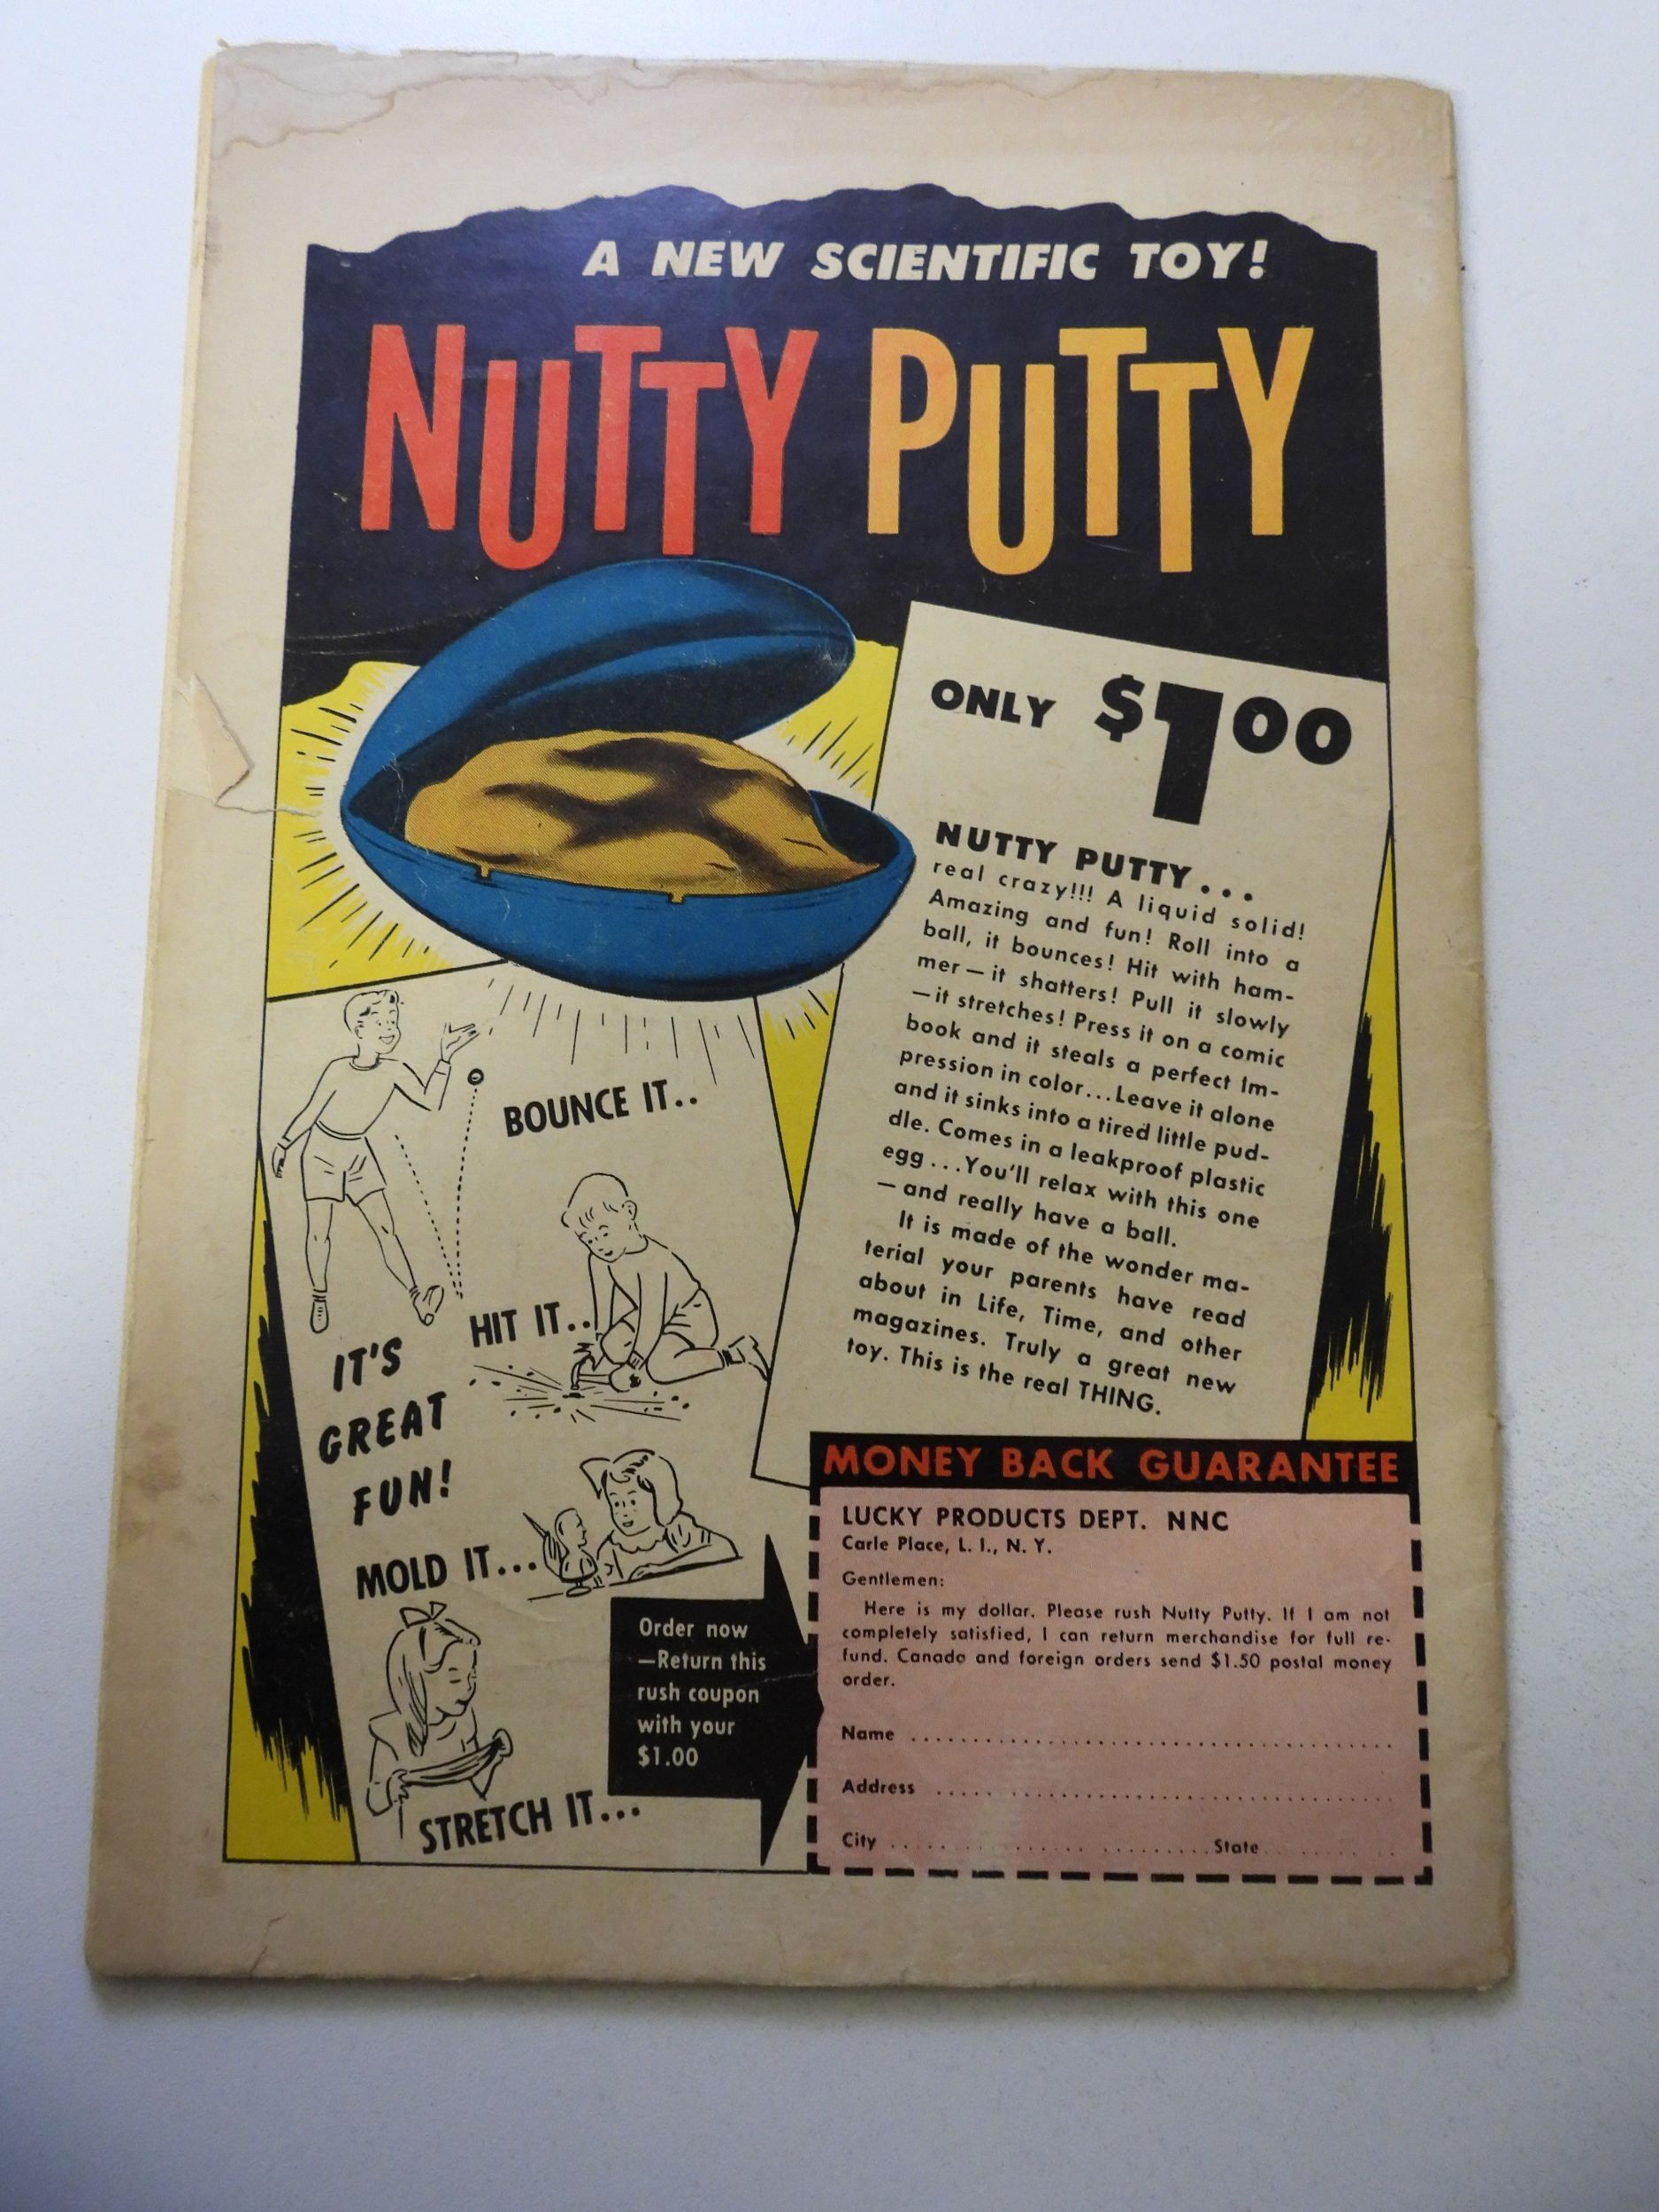 A NEW SCIENTIFIC TOY!
NUTTY PUTTY
ONLY $1.00
NUTTY PUTTY...
real crazy!!! A liquid solid!
Amazing and fun! Roll into a
ball, it bounces! Hit with ham-
mer — it shatters! Pull it slowly
— it stretches! Press it on a comic
book and it steals a perfect Im-
pression in color...Leave it alone
and it sinks into a tired little pud-
dle. Comes in a leakproof plastic
egg...You'll relax with this one
— and really have a ball.
It is made of the wonder ma-
terial your parents have read
about in Life, Time, and other
magazines. Truly a great new
toy. This is the real THING.
BOUNCE IT..
HIT IT..
IT'S
GREAT
FUN!
MOLD IT...
STRETCH IT...
Order now
—Return this
rush coupon
with your
$1.00
MONEY BACK GUARANTEE
LUCKY PRODUCTS DEPT. NNC
Carle Place, L. I., N. Y.
Gentlemen:
Here is my dollar. Please rush Nutty Putty. If I am not
completely satisfied, I can return merchandise for full re-
fund. Canada and foreign orders send $1.50 postal money
order.
Name
Address
City State